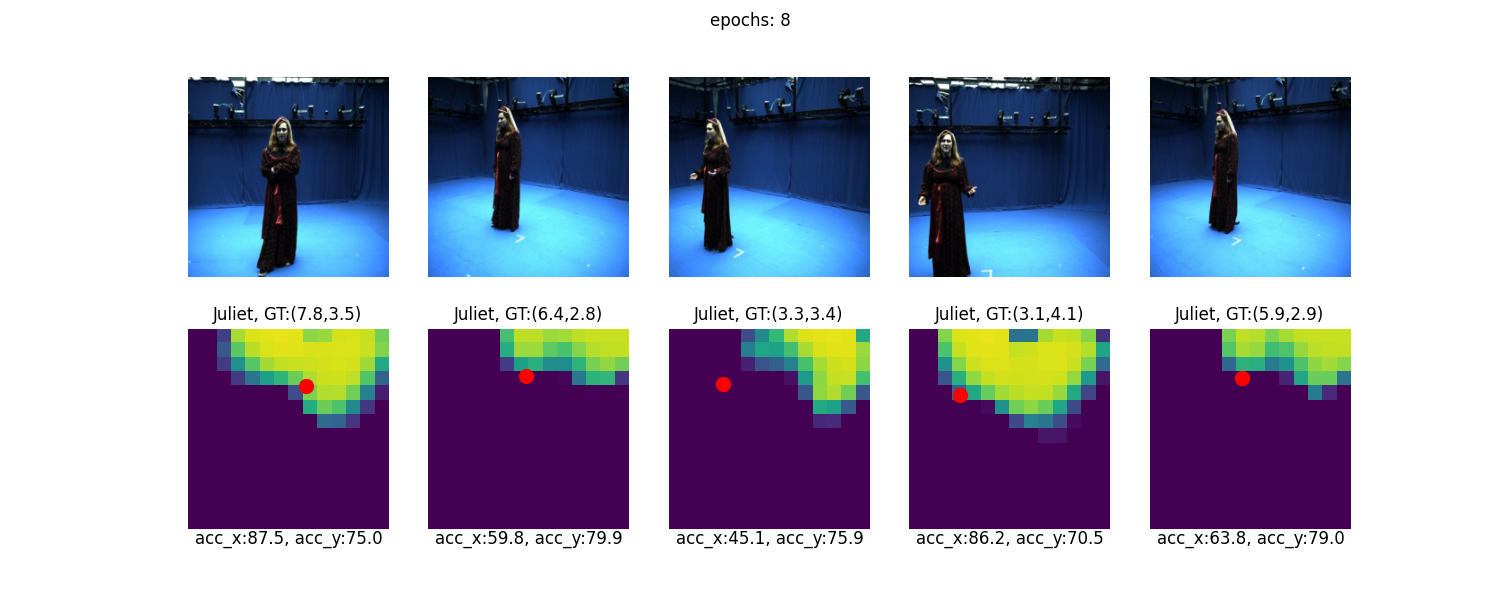 epochs: 8
Juliet, GT:(7.8,3.5)
Juliet, GT:(6.4,2.8)
Juliet, GT:(3.3,3.4)
Juliet, GT:(3.1,4.1)
Juliet, GT:(5.9,2.9)
acc_x:87.5, acc_y:75.0
acc_x:59.8, acc_y:79.9
acc_x:45.1, acc_y:75.9
acc_x:86.2, acc_y:70.5
acc_x:63.8, acc_y:79.0